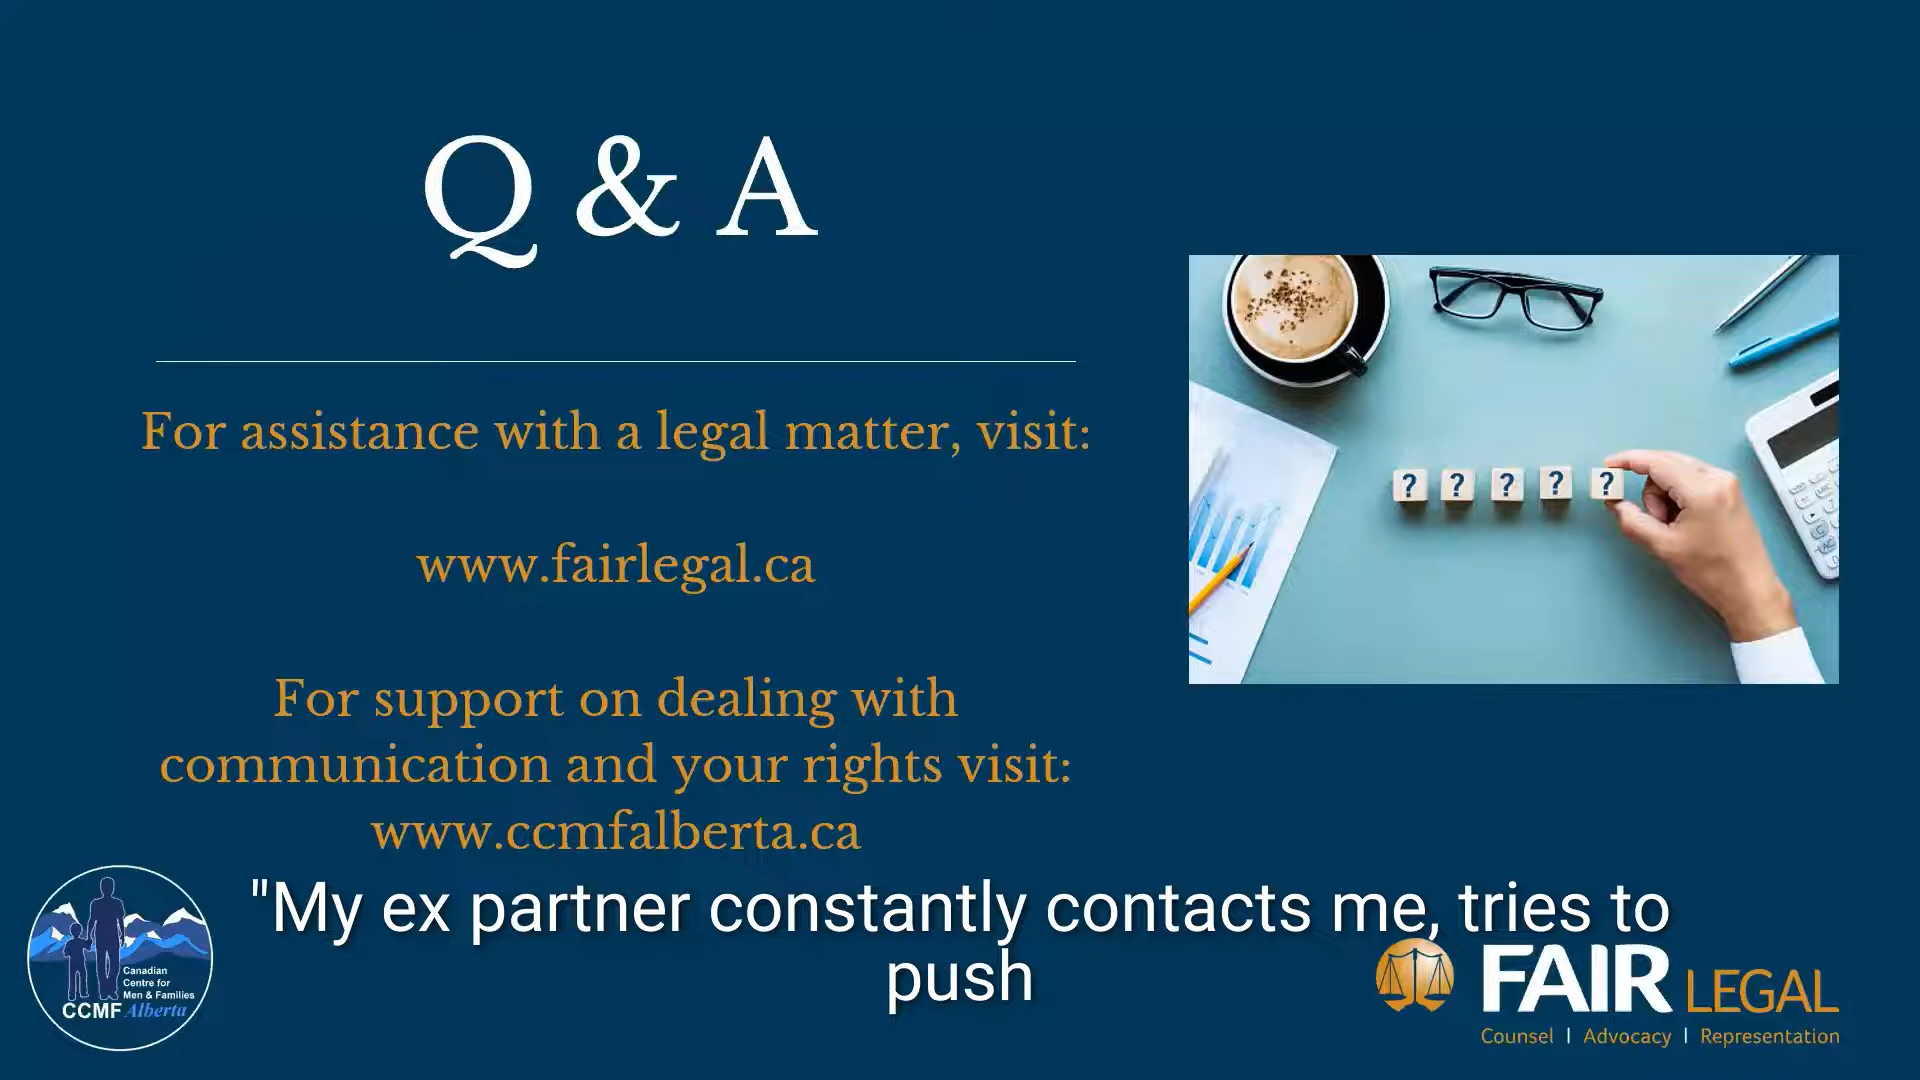 Q & A
For assistance with a legal matter, visit:
www.fairlegal.ca
For support on dealing with
communication and your rights visit:
www.ccmfalberta.ca
? ? ? ? ?
"My ex partner constantly contacts me, tries to
push
Canadian
Centre for
Men & Families
CCMF Alberta
FAIR LEGAL
Counsel | Advocacy | Representation